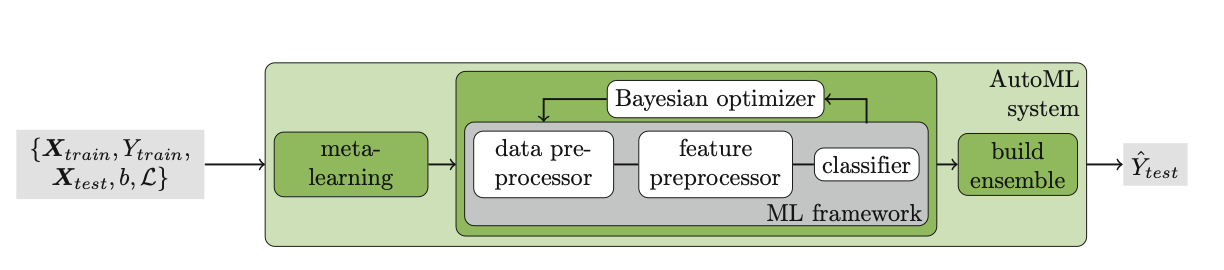 {X_train, Y_train,
X_test, b, ℒ}
meta-
learning
Bayesian optimizer
data pre-
processor
feature
preprocessor
classifier
ML framework
AutoML
system
build
ensemble
Ŷ_test